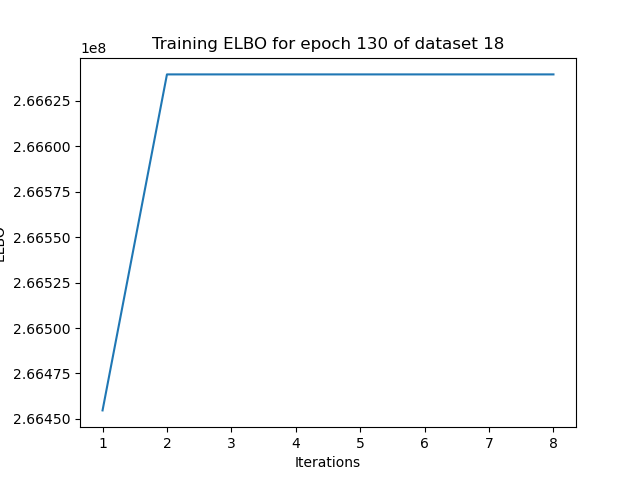 1e8
Training ELBO for epoch 130 of dataset 18
2.66625
2.66600
2.66575
2.66550
2.66525
2.66500
2.66475
2.66450
ELBO
1 2 3 4 5 6 7 8
Iterations